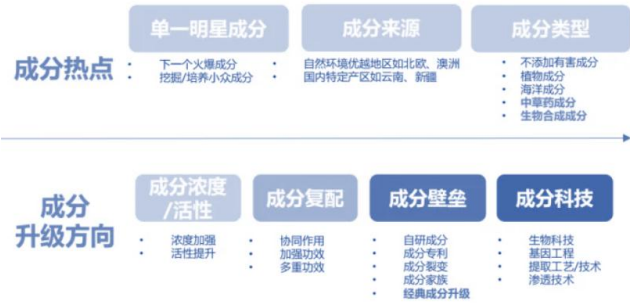 成分热点
单一明星成分
• 下一个火爆成分
• 挖掘/培养小众成分
成分来源
• 自然环境优越地区如北欧、澳洲
国内特定产区如云南、新疆
成分类型
• 不添加有害成分
• 植物成分
• 海洋成分
• 中草药成分
• 生物合成成分
成分
升级方向
成分浓度
/活性
• 浓度加强
• 活性提升
成分复配
• 协同作用
• 加强功效
• 多重功效
成分壁垒
• 自研成分
• 成分专利
• 成分裂变
• 成分家族
• 经典成分升级
成分科技
• 生物科技
• 基因工程
• 提取工艺/技术
• 渗透技术